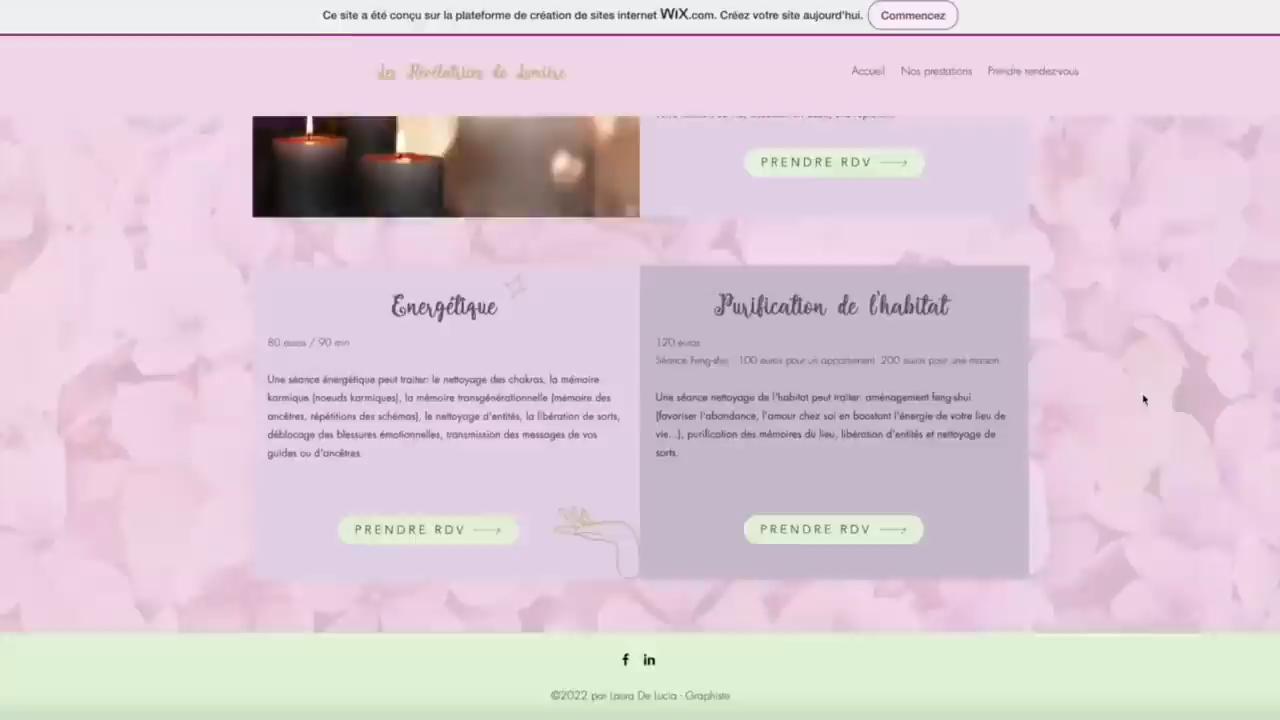 Ce site a été conçu sur la plateforme de création de sites internet WiX.com. Créez votre site aujourd'hui. Commencez
Les Révélatrices de Lumière
Accueil Nos prestations Prendre rendez-vous
PRENDRE RDV
Energétique
80 euros / 90 min
Une séance énergétique peut traiter: le nettoyage des chakras, la mémoire
karmique (noeuds karmiques), la mémoire transgénérationnelle (mémoire des
ancêtres, répétitions des schémas), le nettoyage d'entités, la libération de sorts,
déblocage des blessures émotionnelles, transmission des messages de vos
guides ou d'ancêtres.
PRENDRE RDV
Purification de l'habitat
120 euros
Séance Feng-shui : 100 euros pour un appartement 200 euros pour une maison
Une séance nettoyage de l'habitat peut traiter: aménagement feng-shui
(favoriser l'abondance, l'amour chez soi en boostant l'énergie de votre lieu de
vie...), purification des mémoires du lieu, libération d'entités et nettoyage de
sorts.
PRENDRE RDV
©2022 par Laura De Lucia - Graphiste